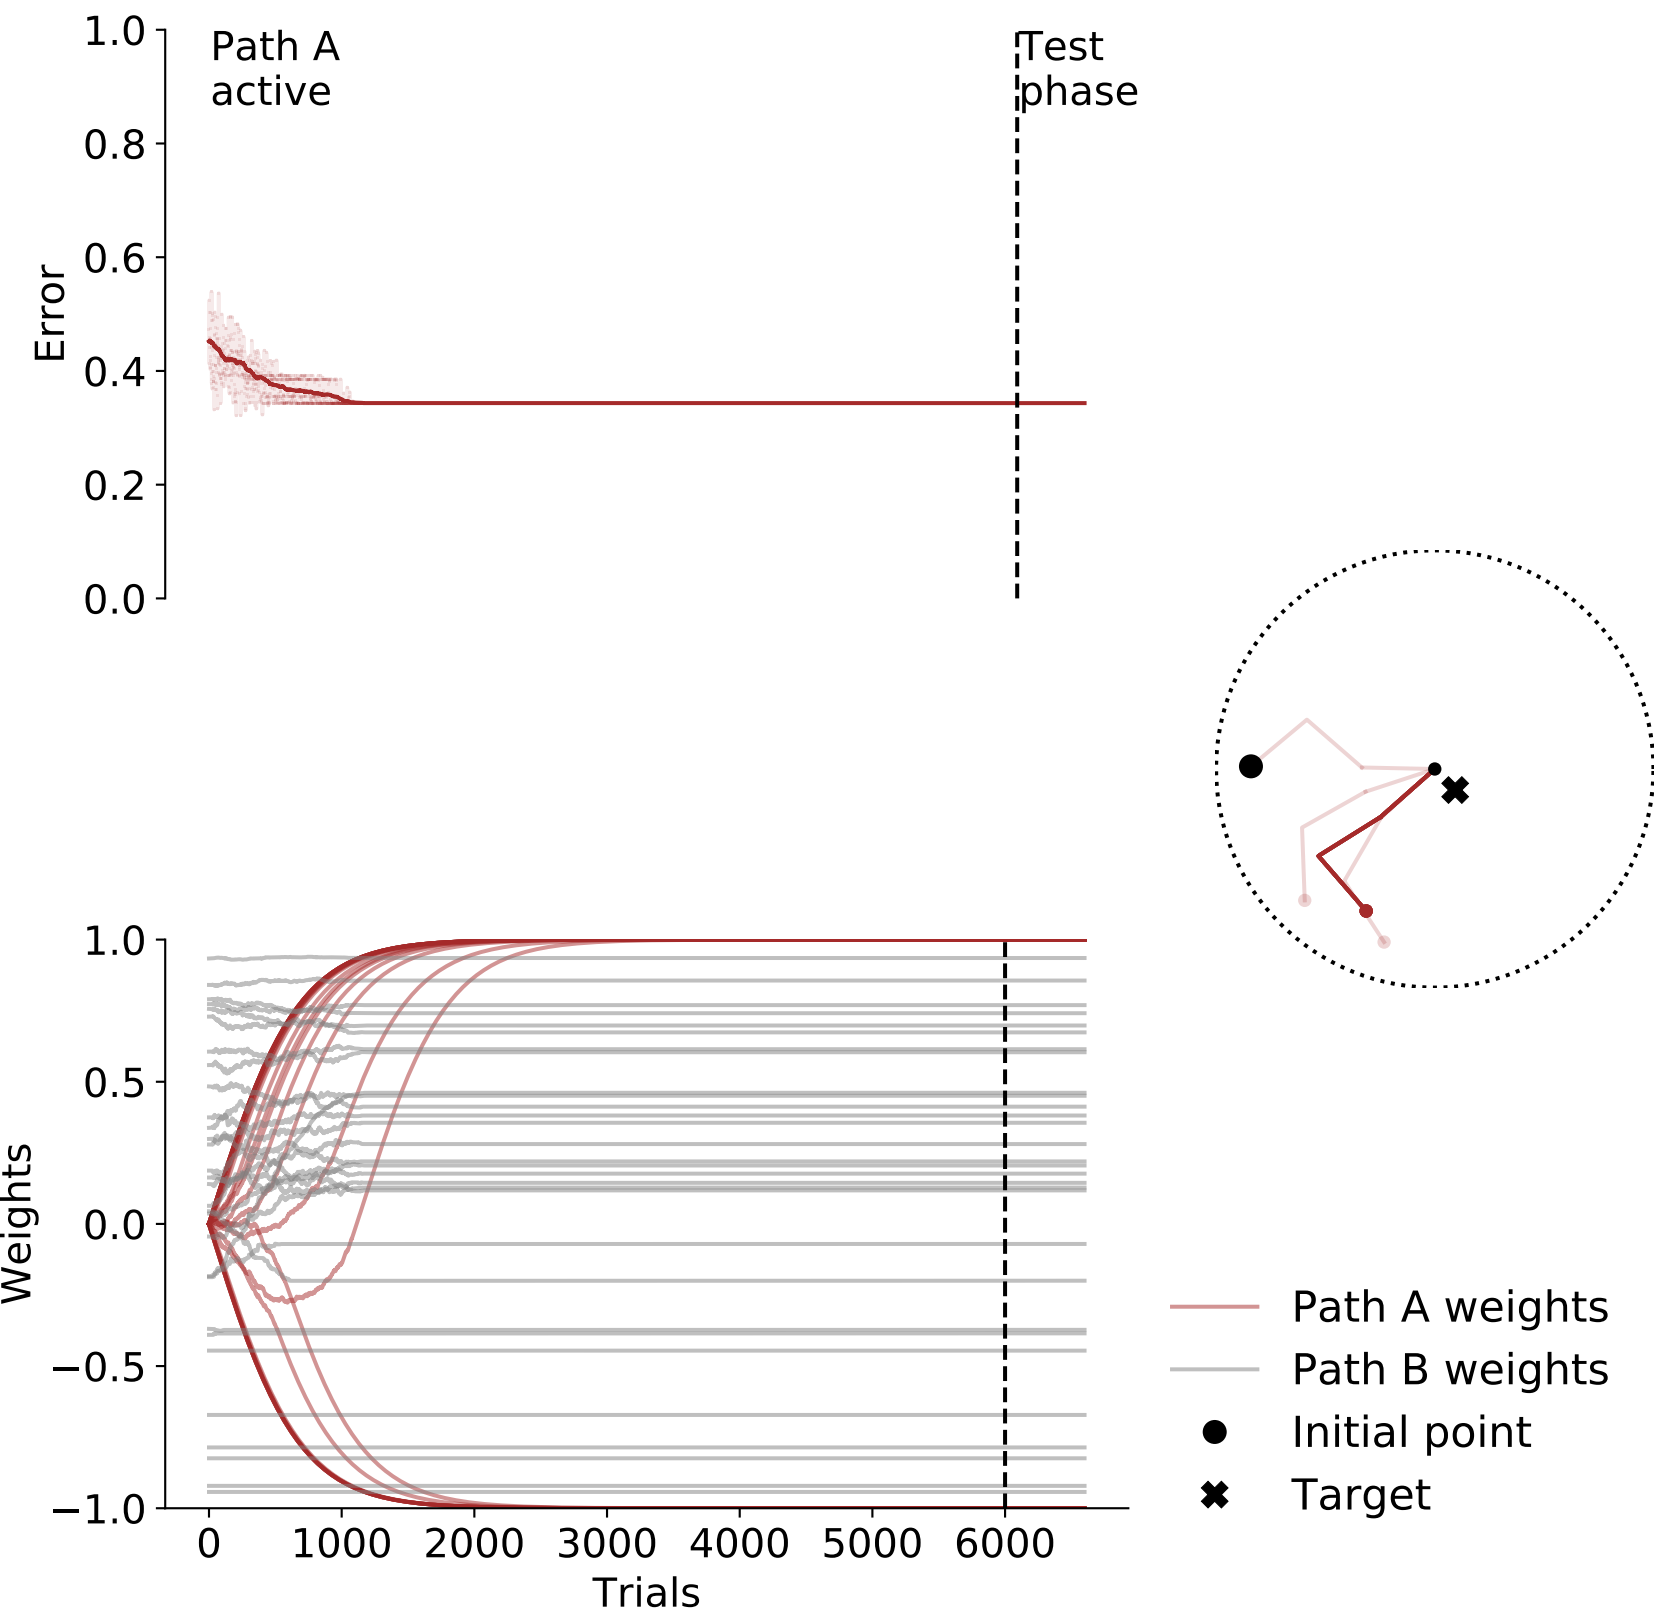 Path A
active
Test
phase
1.0
0.8
0.6
0.4
0.2
0.0
Error
1.0
0.5
0.0
−0.5
−1.0
Weights
0 1000 2000 3000 4000 5000 6000
Trials
Path A weights
Path B weights
Initial point
Target